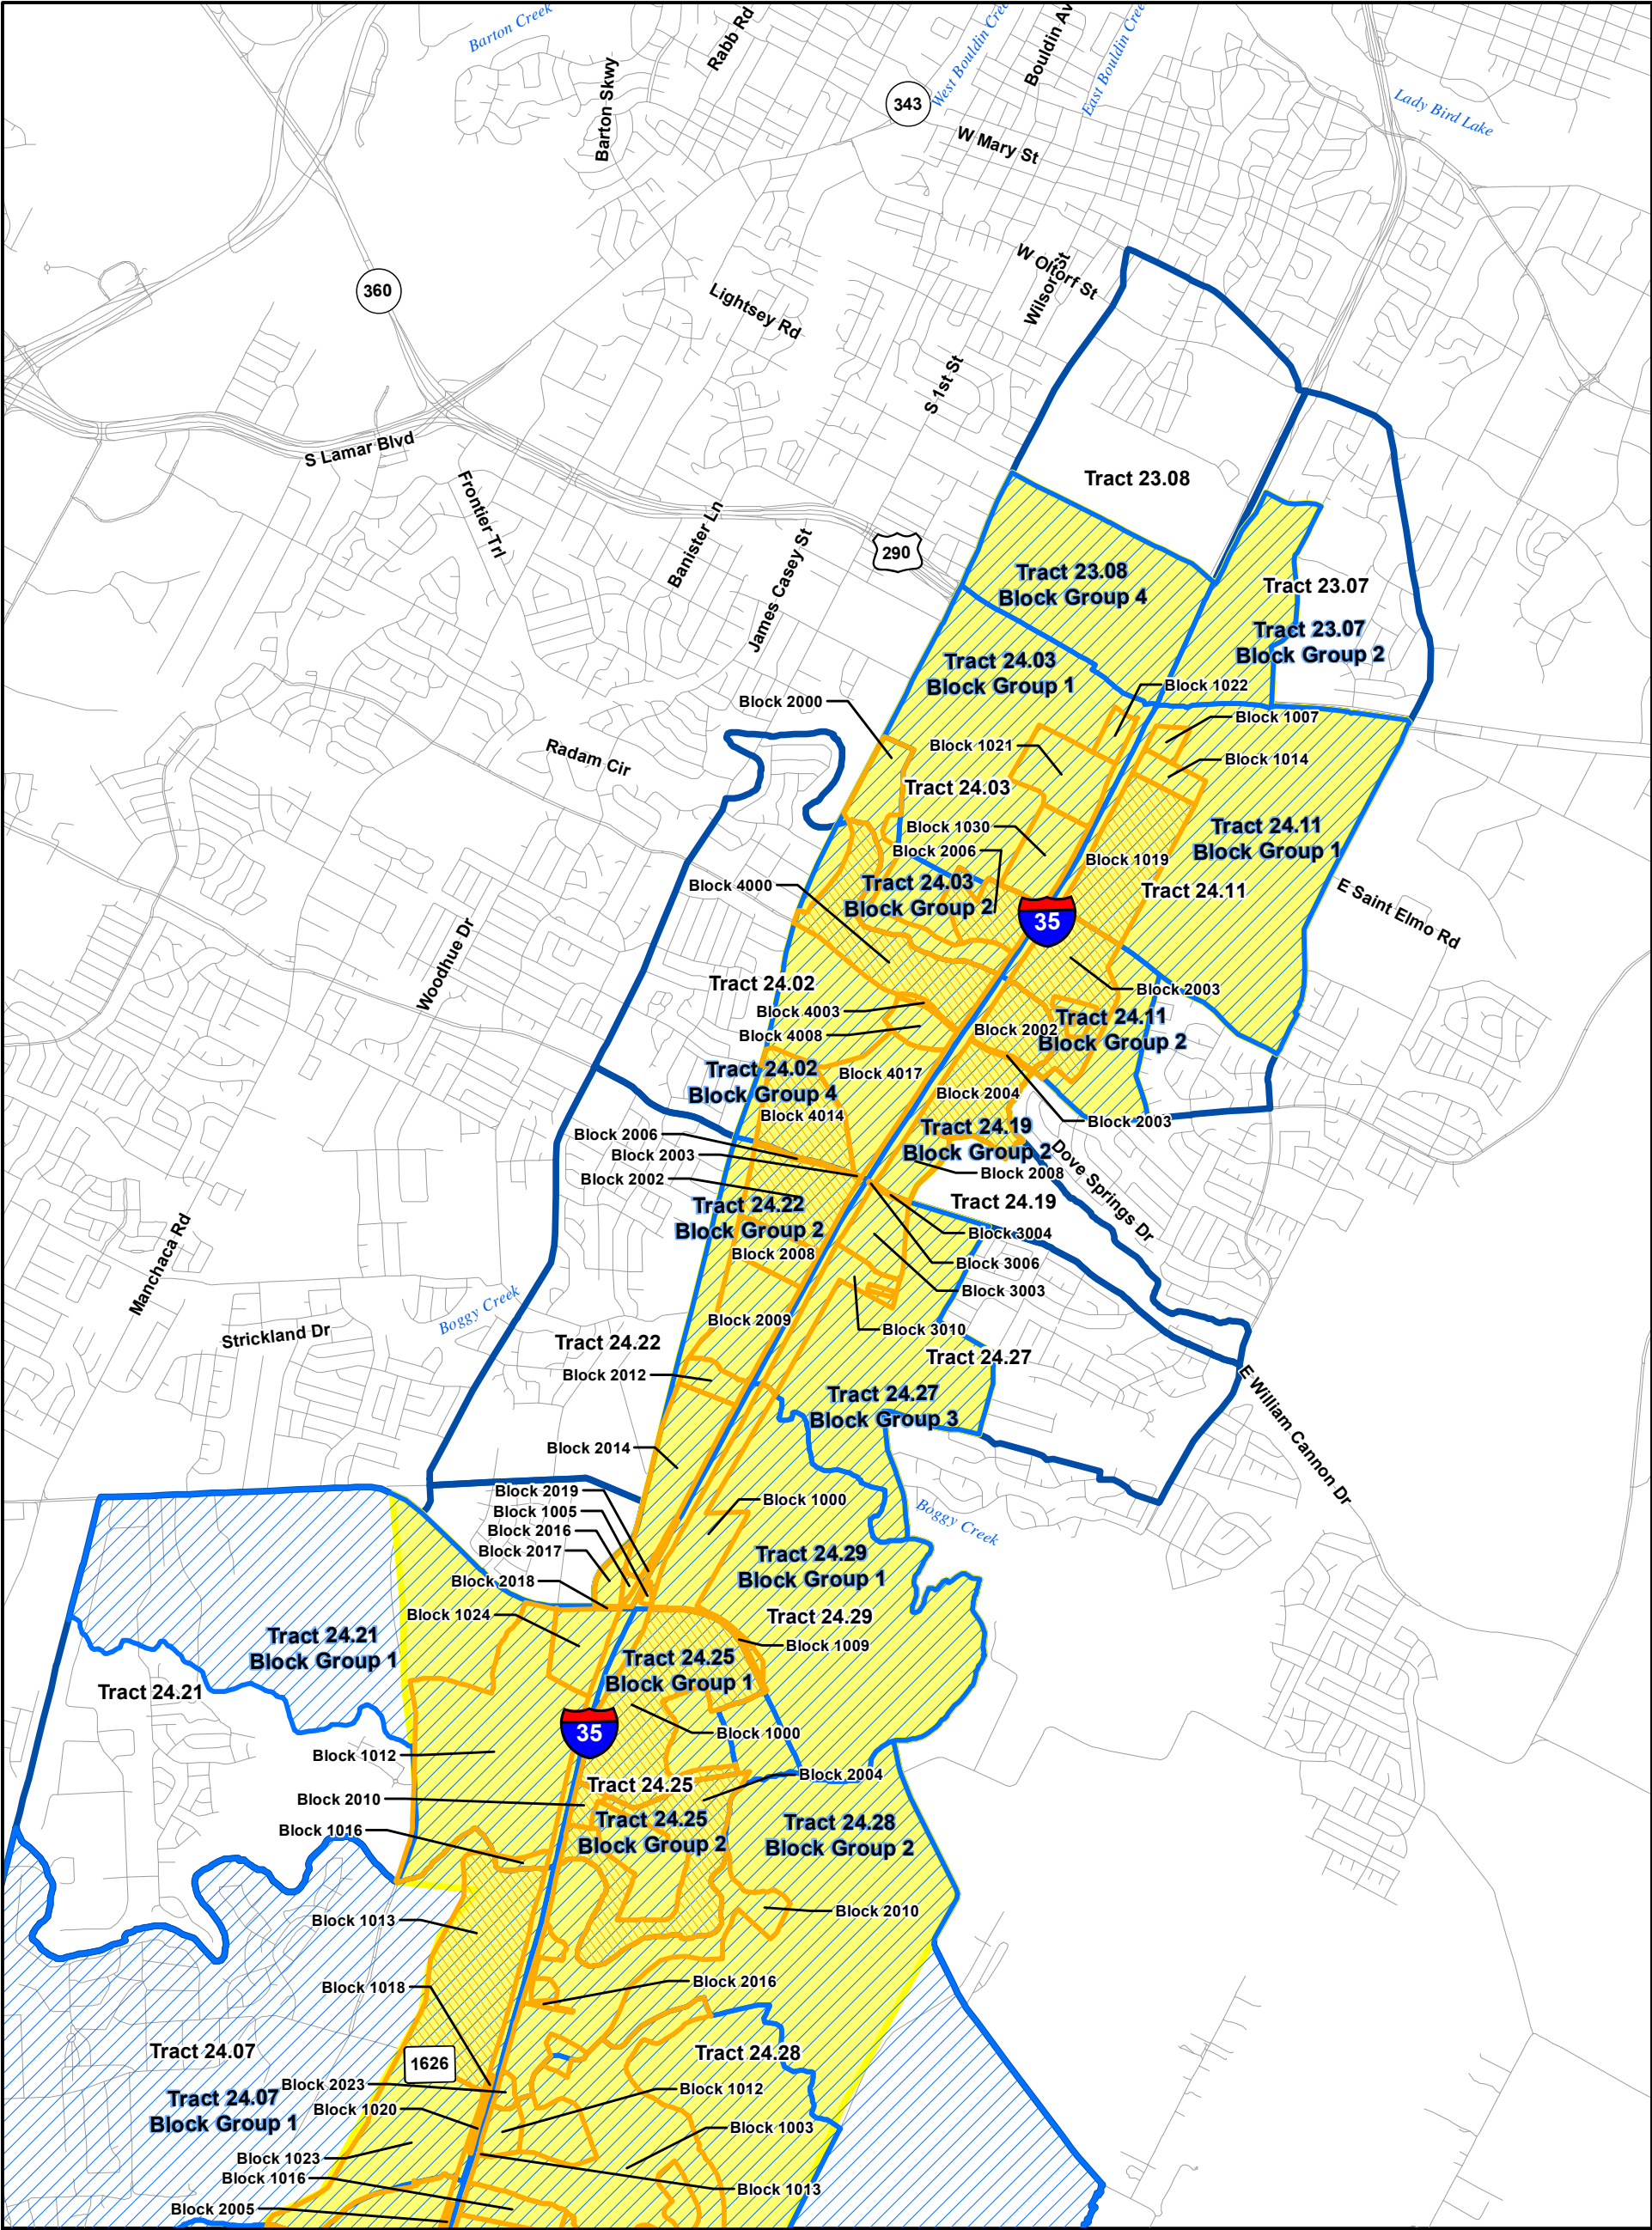 Barton Creek
Rabb Rd
Barton Skwy
West Bouldin Cree
Bouldin Av
East Bouldin Cree
Lady Bird Lake
343
W Mary St
W Oltorf St
Wilson St
360
Lightsey Rd
S 1st St
S Lamar Blvd
Frontier Trl
Banister Ln
James Casey St
290
Tract 23.08
Tract 23.08
Block Group 4
Tract 23.07
Tract 23.07
Block Group 2
Tract 24.03
Block Group 1
Block 1022
Block 2000
Block 1007
Radam Cir
Block 1021
Block 1014
Tract 24.03
Block 1030
Tract 24.11
Block Group 1
Block 2006
Block 1019
Block 4000
Tract 24.03
Block Group 2
Tract 24.11
E Saint Elmo Rd
35
Woodhue Dr
Tract 24.02
Block 2003
Block 4003
Tract 24.11
Block Group 2
Block 4008
Block 2002
Tract 24.02
Block Group 4
Block 4017
Block 2004
Block 4014
Block 2003
Tract 24.19
Block Group 2
Block 2006
Block 2003
Dove Springs Dr
Block 2008
Block 2002
Tract 24.22
Block Group 2
Tract 24.19
Block 3004
Block 2008
Block 3006
Manchaca Rd
Block 3003
Boggy Creek
Block 2009
Block 3010
Strickland Dr
Tract 24.22
Tract 24.27
Block 2012
E William Cannon Dr
Tract 24.27
Block Group 3
Block 2014
Block 2019
Block 1000
Block 1005
Boggy Creek
Block 2016
Block 2017
Tract 24.29
Block Group 1
Block 2018
Block 1024
Tract 24.29
Tract 24.21
Block Group 1
Block 1009
Tract 24.25
Block Group 1
Tract 24.21
35
Block 1000
Block 1012
Block 2004
Tract 24.25
Block 2010
Tract 24.25
Block Group 2
Tract 24.28
Block Group 2
Block 1016
Block 2010
Block 1013
Block 2016
Block 1018
Tract 24.07
1626
Tract 24.28
Block 2023
Block 1012
Tract 24.07
Block Group 1
Block 1020
Block 1003
Block 1023
Block 1016
Block 1013
Block 2005